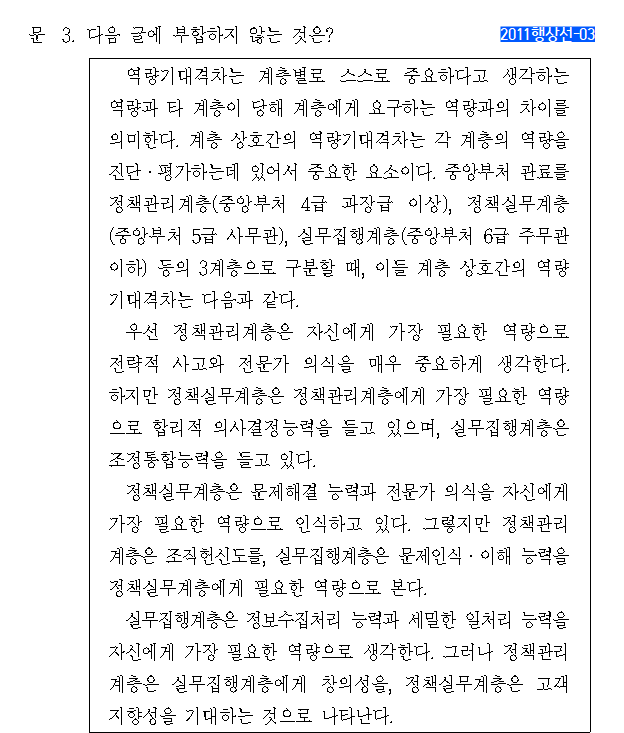 문 3. 다음 글에 부합하지 않는 것은?
2011행상선-03
역량기대격차는 계층별로 스스로 중요하다고 생각하는
역량과 타 계층이 당해 계층에게 요구하는 역량과의 차이를
의미한다. 계층 상호간의 역량기대격차는 각 계층의 역량을
진단·평가하는데 있어서 중요한 요소이다. 중앙부처 관료를
정책관리계층(중앙부처 4급 과장급 이상), 정책실무계층
(중앙부처 5급 사무관), 실무집행계층(중앙부처 6급 주무관
이하) 등의 3계층으로 구분할 때, 이들 계층 상호간의 역량
기대격차는 다음과 같다.
우선 정책관리계층은 자신에게 가장 필요한 역량으로
전략적 사고와 전문가 의식을 매우 중요하게 생각한다.
하지만 정책실무계층은 정책관리계층에게 가장 필요한 역량
으로 합리적 의사결정능력을 들고 있으며, 실무집행계층은
조정통합능력을 들고 있다.
정책실무계층은 문제해결 능력과 전문가 의식을 자신에게
가장 필요한 역량으로 인식하고 있다. 그렇지만 정책관리
계층은 조직헌신도를, 실무집행계층은 문제인식·이해 능력을
정책실무계층에게 필요한 역량으로 본다.
실무집행계층은 정보수집처리 능력과 세밀한 일처리 능력을
자신에게 가장 필요한 역량으로 생각한다. 그러나 정책관리
계층은 실무집행계층에게 창의성을, 정책실무계층은 고객
지향성을 기대하는 것으로 나타난다.